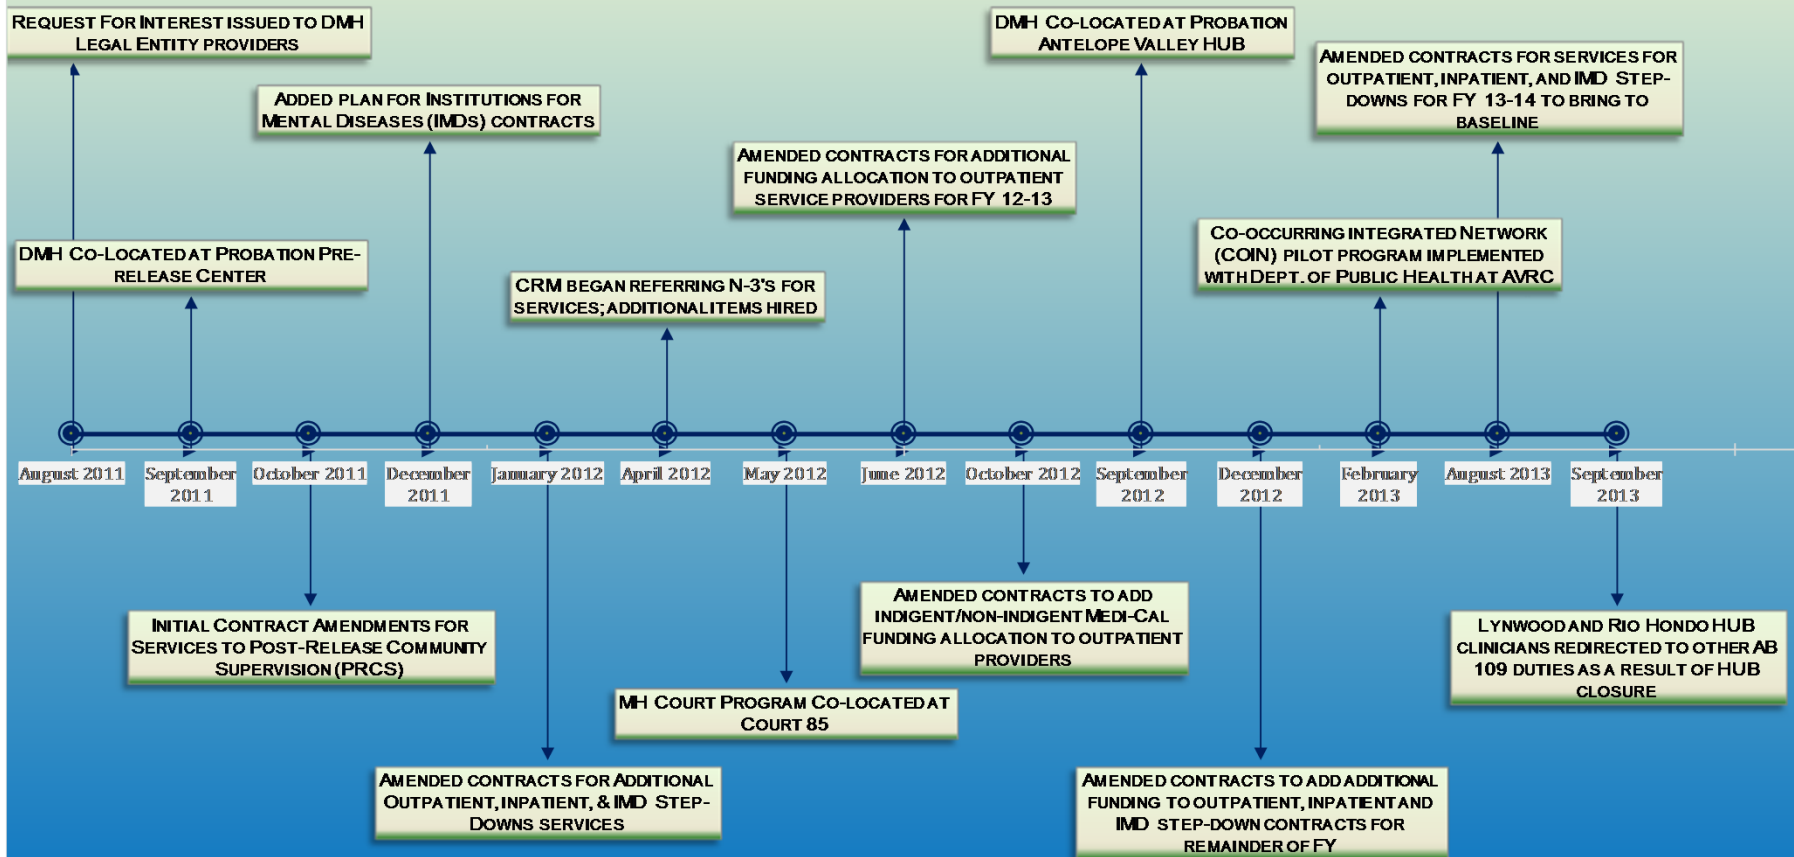 Request For Interest issued to DMH
Legal Entity providers
DMH Co-located at Probation
Antelope Valley HUB
Amended contracts for services for
outpatient, inpatient, and IMD Step-
downs for FY 13-14 to bring to
baseline
Added plan for Institutions for
Mental Diseases (IMDs) contracts
Amended contracts for additional
funding allocation to outpatient
service providers for FY 12-13
DMH Co-Located at Probation Pre-
release Center
CRM began referring N-3's for
services; additional items hired
Co-occurring Integrated Network
(COIN) pilot program implemented
with Dept. of Public Health at AVRC
August 2011
September
2011
October 2011
December
2011
January 2012
April 2012
May 2012
June 2012
October 2012
September
2012
December
2012
February
2013
August 2013
September
2013
Initial Contract Amendments for
Services to Post-Release Community
Supervision (PRCS)
Amended contracts to add
indigent/non-indigent Medi-Cal
funding allocation to outpatient
providers
Lynwood and Rio Hondo HUB
clinicians redirected to other AB
109 duties as a result of HUB
closure
MH Court Program Co-located at
Court 85
Amended contracts for Additional
Outpatient, inpatient, & IMD Step-
Downs services
Amended contracts to add additional
funding to outpatient, inpatient and
IMD step-down contracts for
remainder of FY